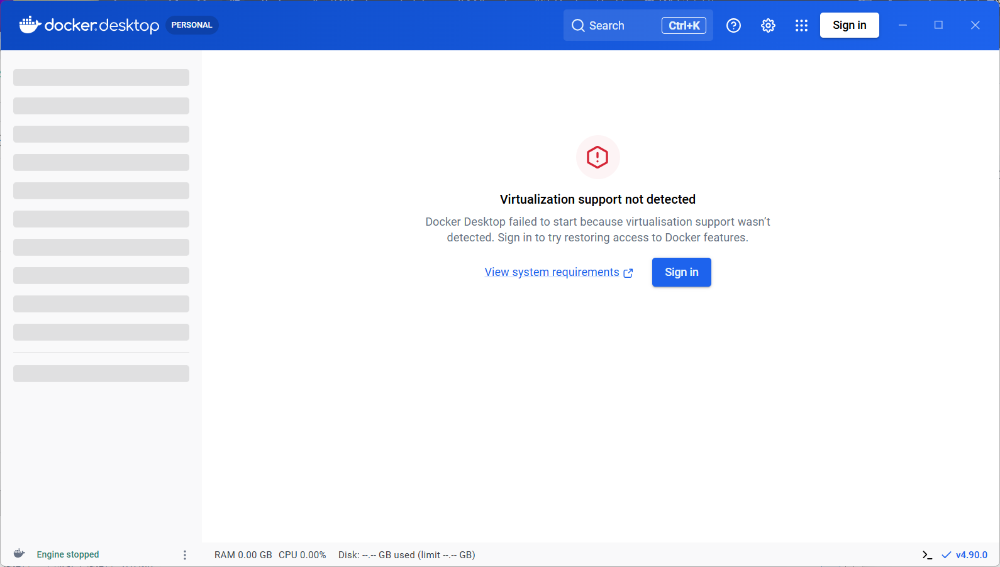 docker.desktop PERSONAL Search Ctrl+K Sign in
Virtualization support not detected
Docker Desktop failed to start because virtualisation support wasn’t
detected. Sign in to try restoring access to Docker features.
View system requirements Sign in
Engine stopped RAM 0.00 GB CPU 0.00% Disk: --.-- GB used (limit --.-- GB) v4.90.0